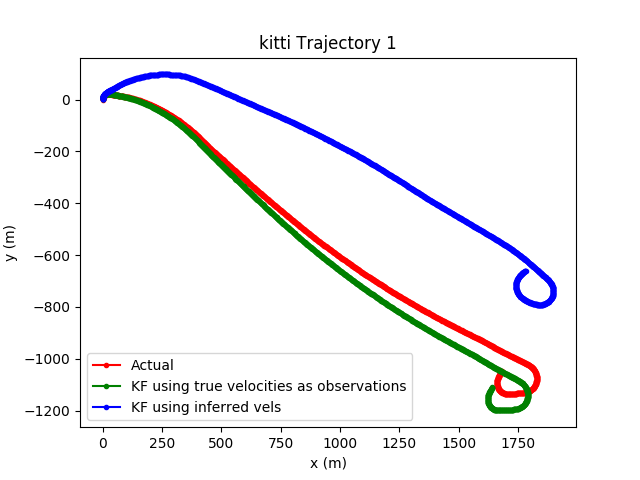 kitti Trajectory 1
y (m)
0
−200
−400
−600
−800
−1000
−1200
Actual
KF using true velocities as observations
KF using inferred vels
0 250 500 750 1000 1250 1500 1750
x (m)